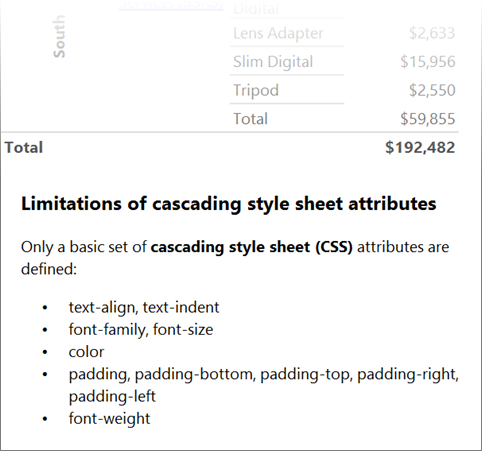 Digital
South
Lens Adapter $2,633
Slim Digital $15,956
Tripod $2,550
Total $59,855
Total $192,482
Limitations of cascading style sheet attributes
Only a basic set of cascading style sheet (CSS) attributes are
defined:
• text-align, text-indent
• font-family, font-size
• color
• padding, padding-bottom, padding-top, padding-right,
padding-left
• font-weight